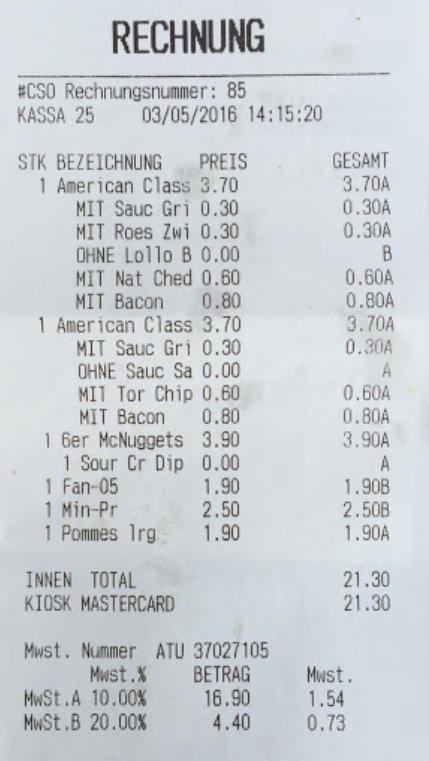 RECHNUNG
#CSO Rechnungsnummer: 85
KASSA 25 03/05/2016 14:15:20
STK BEZEICHNUNG PREIS GESAMT
1 American Class 3.70 3.70A
MIT Sauc Gri 0.30 0.30A
MIT Roes Zwi 0.30 0.30A
OHNE Lollo B 0.00 B
MIT Nat Ched 0.60 0.60A
MIT Bacon 0.80 0.80A
1 American Class 3.70 3.70A
MIT Sauc Gri 0.30 0.30A
OHNE Sauc Sa 0.00 A
MIT Tor Chip 0.60 0.60A
MIT Bacon 0.80 0.80A
1 6er McNuggets 3.90 3.90A
1 Sour Cr Dip 0.00 A
1 Fan-05 1.90 1.90B
1 Min-Pr 2.50 2.50B
1 Pommes lrg 1.90 1.90A
INNEN TOTAL 21.30
KIOSK MASTERCARD 21.30
Mwst. Nummer ATU 37027105
Mwst.% BETRAG Mwst.
MwSt.A 10.00% 16.90 1.54
MwSt.B 20.00% 4.40 0.73